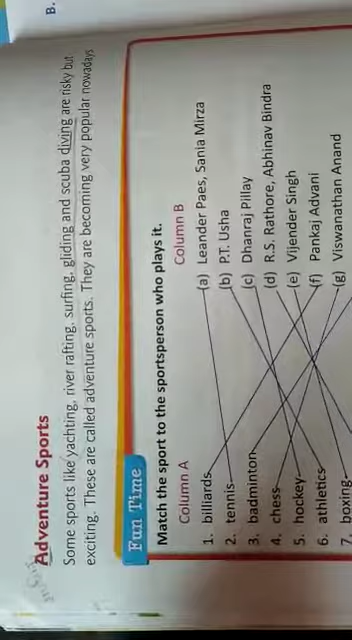 B.
Adventure Sports
Some sports like yachting, river rafting, surfing, gliding and scuba diving are risky but
exciting. These are called adventure sports. They are becoming very popular nowadays
Fun Time
Match the sport to the sportsperson who plays it.
Column A Column B
1. billiards (a) Leander Paes, Sania Mirza
2. tennis (b) P.T. Usha
3. badminton (c) Dhanraj Pillay
4. chess (d) R.S. Rathore, Abhinav Bindra
5. hockey (e) Vijender Singh
6. athletics (f) Pankaj Advani
7. boxing (g) Viswanathan Anand